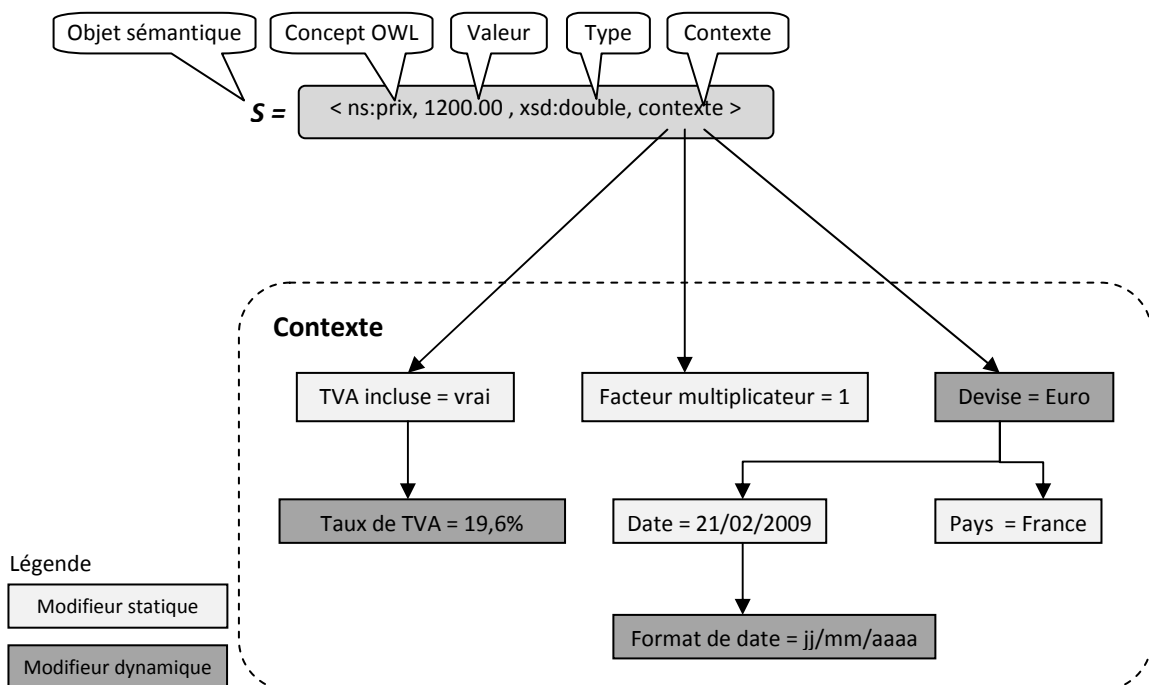 Objet sémantique
Concept OWL
Valeur
Type
Contexte
S =
< ns:prix, 1200.00 , xsd:double, contexte >
Contexte
TVA incluse = vrai
Facteur multiplicateur = 1
Devise = Euro
Taux de TVA = 19,6%
Date = 21/02/2009
Pays = France
Format de date = jj/mm/aaaa
Légende
Modifieur statique
Modifieur dynamique